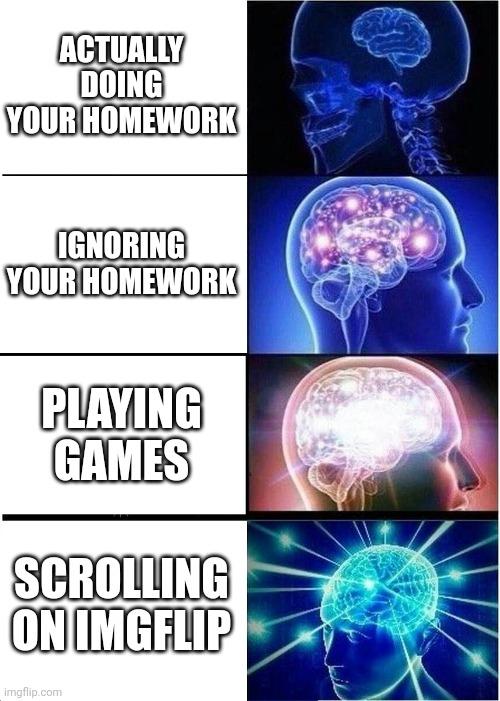 ACTUALLY
DOING
YOUR HOMEWORK
IGNORING
YOUR HOMEWORK
PLAYING
GAMES
SCROLLING
ON IMGFLIP
imgflip.com